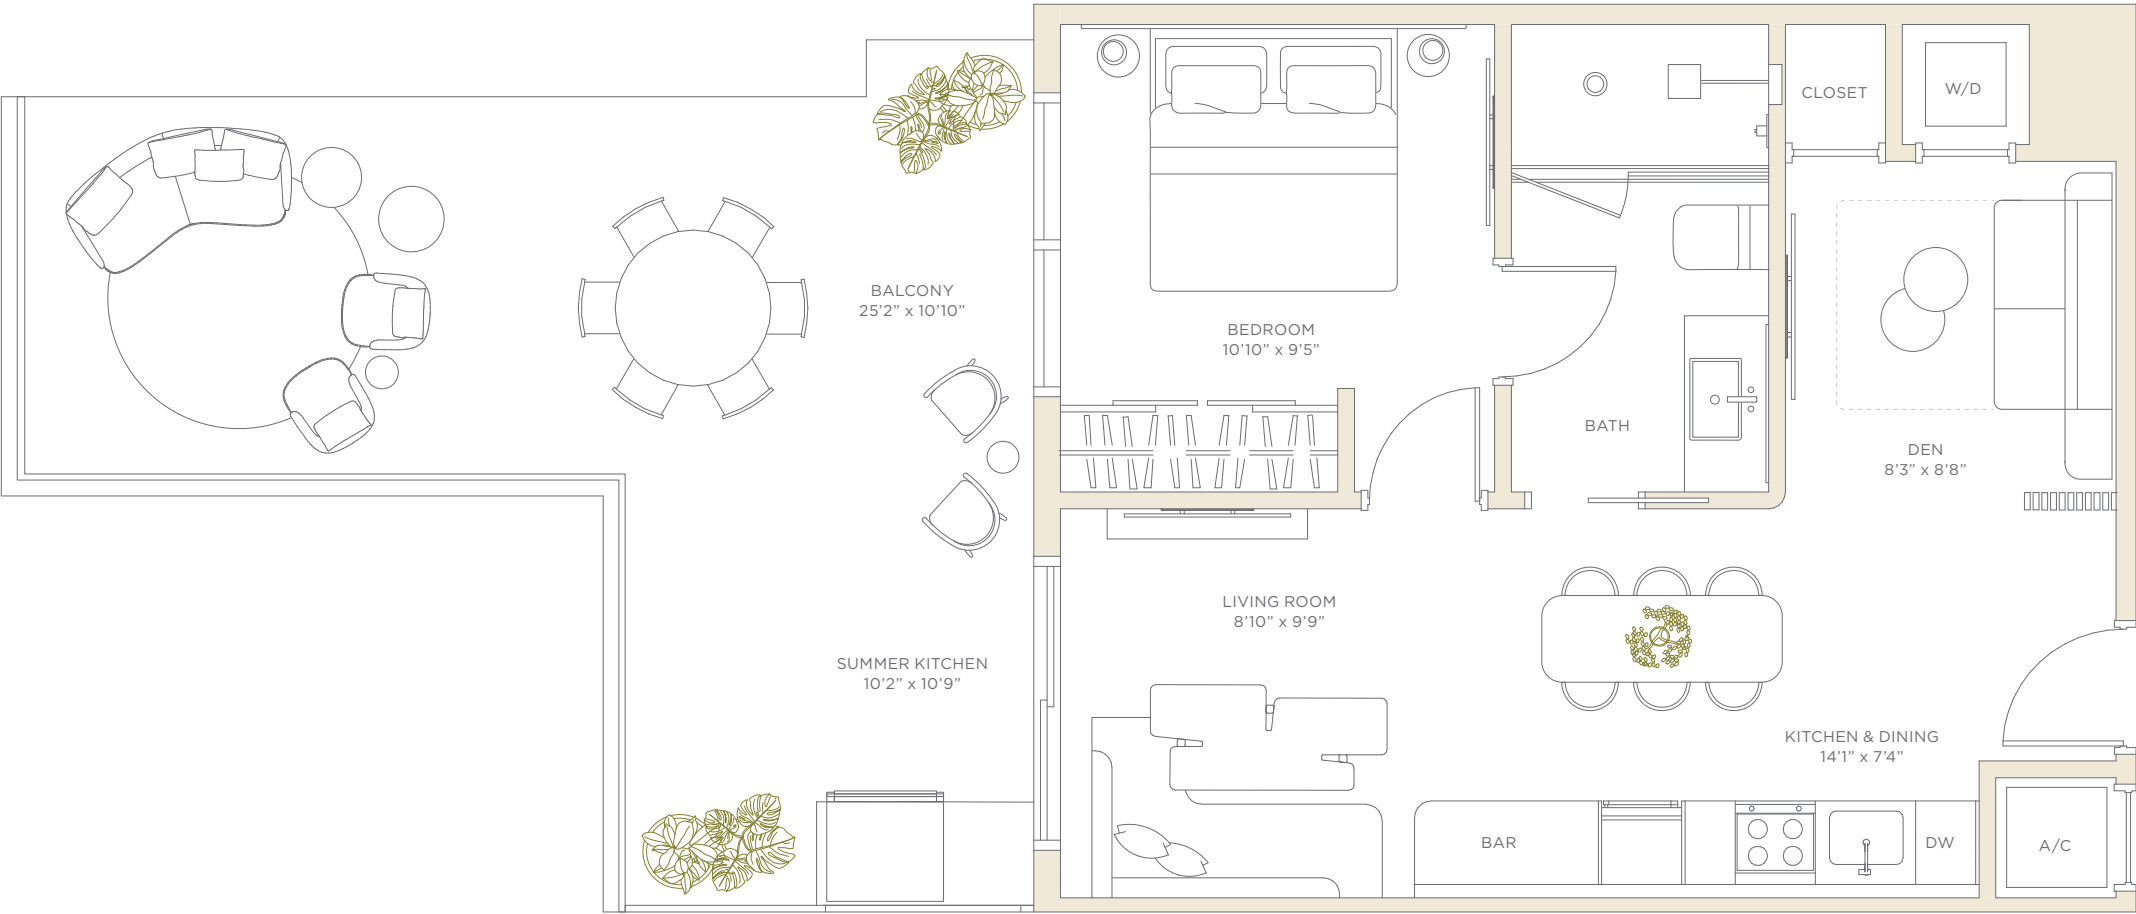 CLOSET
W/D
BALCONY
25’2” x 10’10”
BEDROOM
10’10” x 9’5”
BATH
DEN
8’3” x 8’8”
LIVING ROOM
8’10” x 9’9”
SUMMER KITCHEN
10’2” x 10’9”
KITCHEN & DINING
14’1” x 7’4”
BAR
DW
A/C